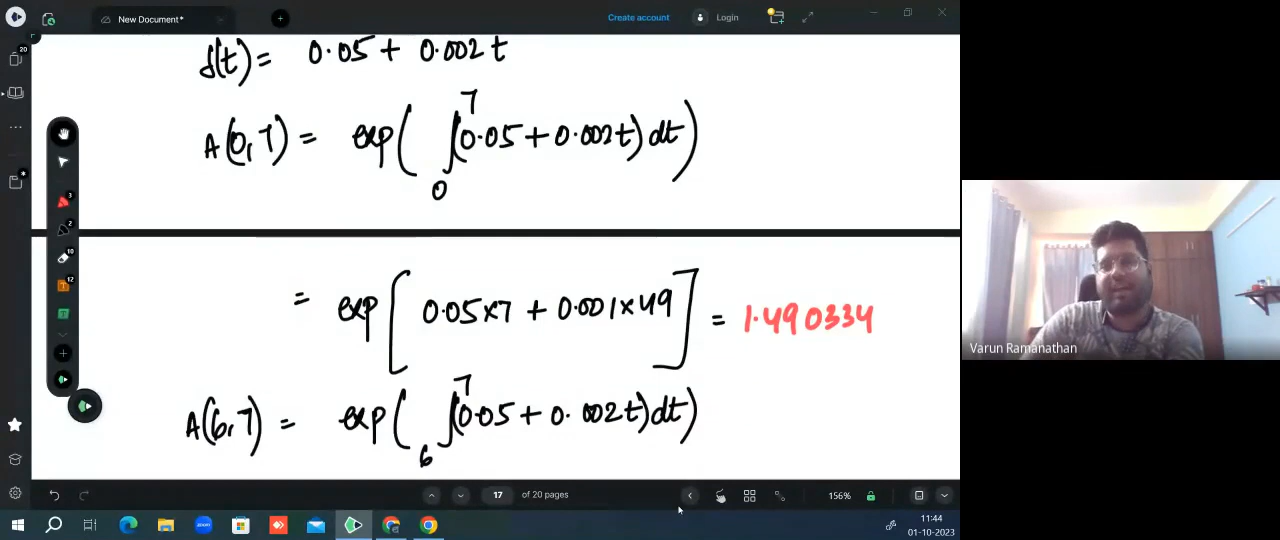 New Document*
Create account
Login
δ(t) = 0.05 + 0.002 t
A(0,7) = exp( ∫₀⁷ (0.05 + 0.002t) dt)
= exp[ 0.05×7 + 0.001×49 ] = 1.490334
A(6,7) = exp( ∫₆⁷ (0.05 + 0.002t) dt)
Varun Ramanathan
17 of 20 pages
156%
zoom
11:44
01-10-2023